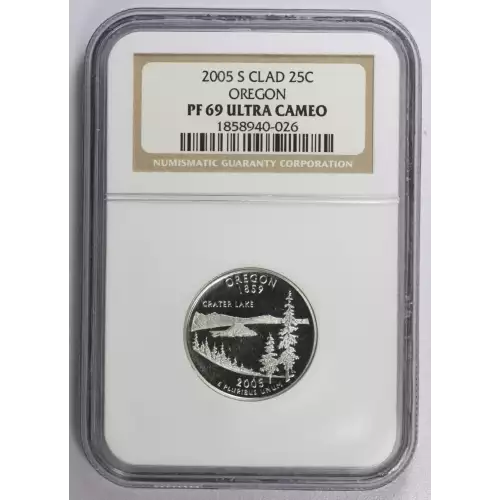 2005 S CLAD 25C
OREGON
PF 69 ULTRA CAMEO
1858940-026
NUMISMATIC GUARANTY CORPORATION
OREGON
1859
CRATER LAKE
2005
E PLURIBUS UNUM